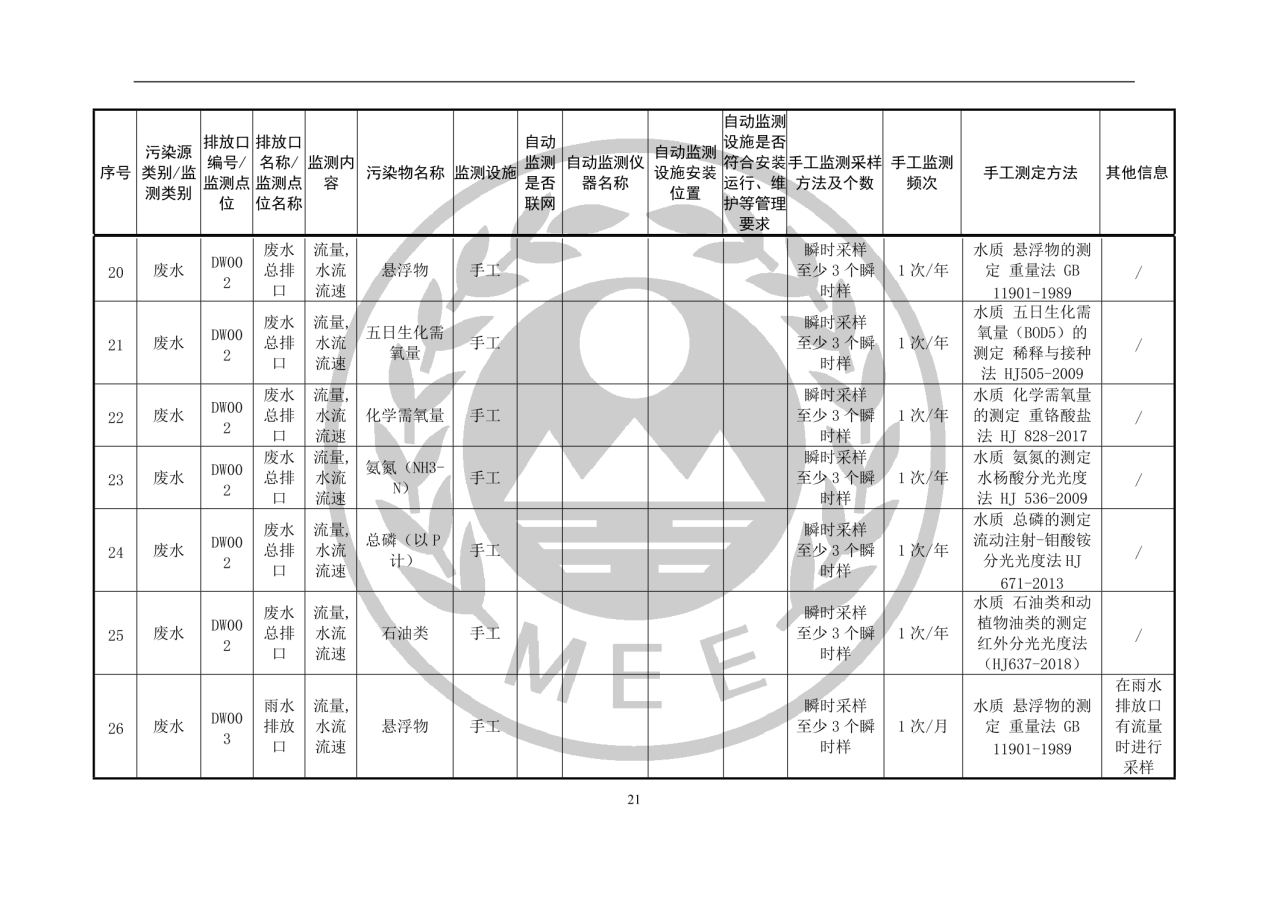 序号
污染源
类别/监
测类别
排放口
编号/
监测点
位
排放口
名称/
监测点
位名称
监测内
容
污染物名称
监测设施
自动
监测
是否
联网
自动监测仪
器名称
自动监测
设施安装
位置
自动监测
设施是否
符合安装
运行、维
护等管理
要求
手工监测采样
方法及个数
手工监测
频次
手工测定方法
其他信息
20
废水
DW00
2
废水
总排
口
流量,
水流
流速
悬浮物
手工
瞬时采样
至少 3 个瞬
时样
1 次/年
水质 悬浮物的测
定 重量法 GB
11901-1989
/
21
废水
DW00
2
废水
总排
口
流量,
水流
流速
五日生化需
氧量
手工
瞬时采样
至少 3 个瞬
时样
1 次/年
水质 五日生化需
氧量（BOD5）的
测定 稀释与接种
法 HJ505-2009
/
22
废水
DW00
2
废水
总排
口
流量,
水流
流速
化学需氧量
手工
瞬时采样
至少 3 个瞬
时样
1 次/年
水质 化学需氧量
的测定 重铬酸盐
法 HJ 828-2017
/
23
废水
DW00
2
废水
总排
口
流量,
水流
流速
氨氮（NH3-
N）
手工
瞬时采样
至少 3 个瞬
时样
1 次/年
水质 氨氮的测定
水杨酸分光光度
法 HJ 536-2009
/
24
废水
DW00
2
废水
总排
口
流量,
水流
流速
总磷（以 P
计）
手工
瞬时采样
至少 3 个瞬
时样
1 次/年
水质 总磷的测定
流动注射-钼酸铵
分光光度法 HJ
671-2013
/
25
废水
DW00
2
废水
总排
口
流量,
水流
流速
石油类
手工
瞬时采样
至少 3 个瞬
时样
1 次/年
水质 石油类和动
植物油类的测定
红外分光光度法
（HJ637-2018）
/
26
废水
DW00
3
雨水
排放
口
流量,
水流
流速
悬浮物
手工
瞬时采样
至少 3 个瞬
时样
1 次/月
水质 悬浮物的测
定 重量法 GB
11901-1989
在雨水
排放口
有流量
时进行
采样
MEE
21